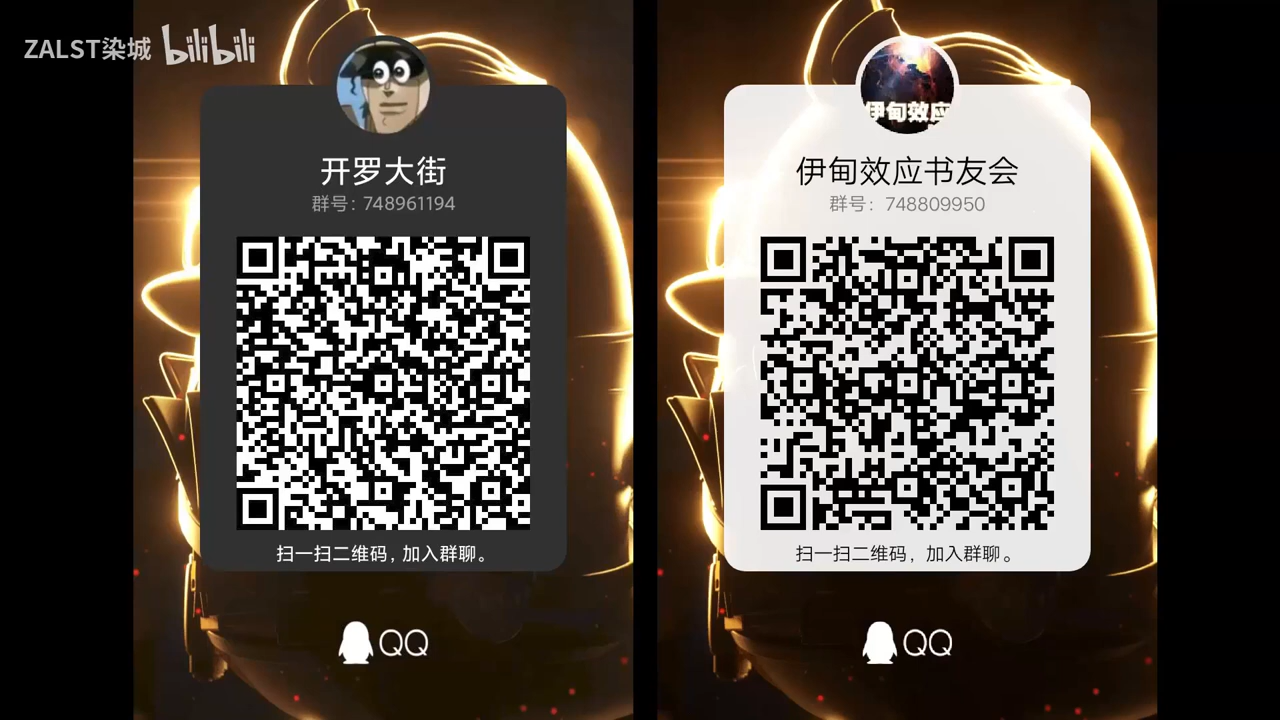 ZALST染城 bilibili
开罗大街
群号：748961194
扫一扫二维码，加入群聊。
QQ
伊甸效应
伊甸效应书友会
群号：748809950
扫一扫二维码，加入群聊。
QQ